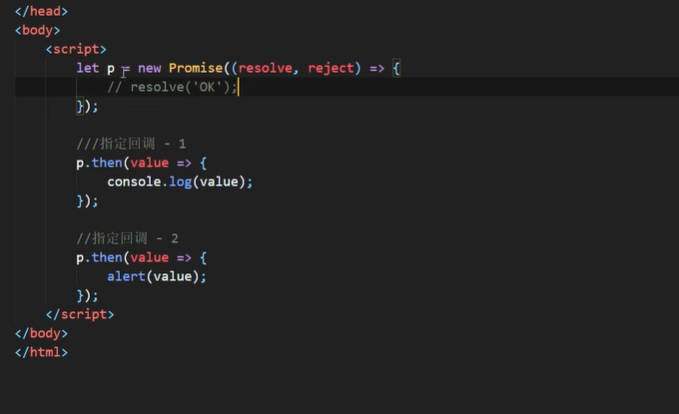 </head>
<body>
<script>
let p = new Promise((resolve, reject) => {
// resolve('OK');
});
///指定回调 - 1
p.then(value => {
console.log(value);
});
//指定回调 - 2
p.then(value => {
alert(value);
});
</script>
</body>
</html>